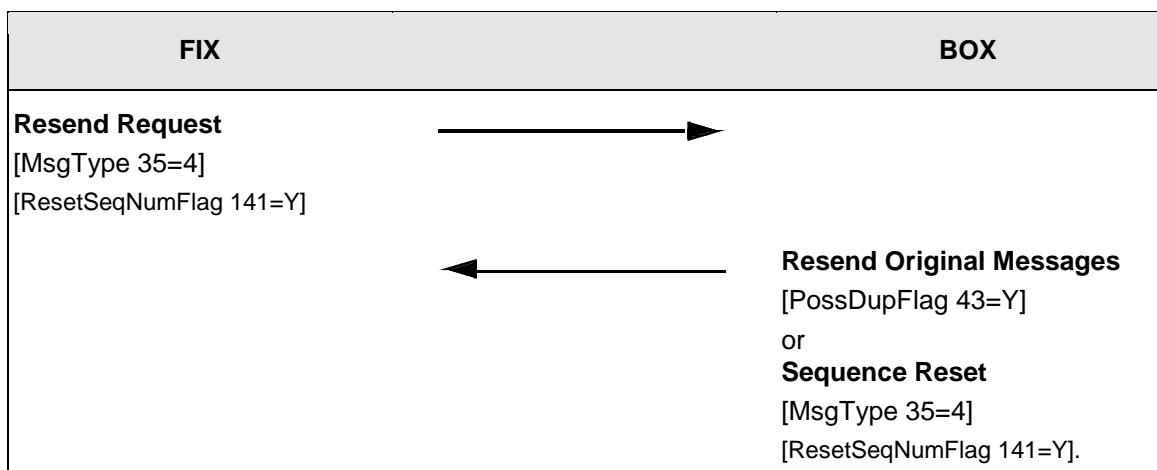 FIX
BOX
Resend Request
[MsgType 35=4]
[ResetSeqNumFlag 141=Y]
Resend Original Messages
[PossDupFlag 43=Y]
or
Sequence Reset
[MsgType 35=4]
[ResetSeqNumFlag 141=Y].